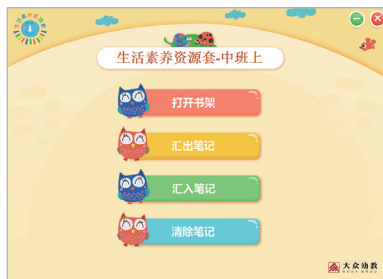 生活素养资源套-中班上
打开书架
汇出笔记
汇入笔记
清除笔记
大众幼教